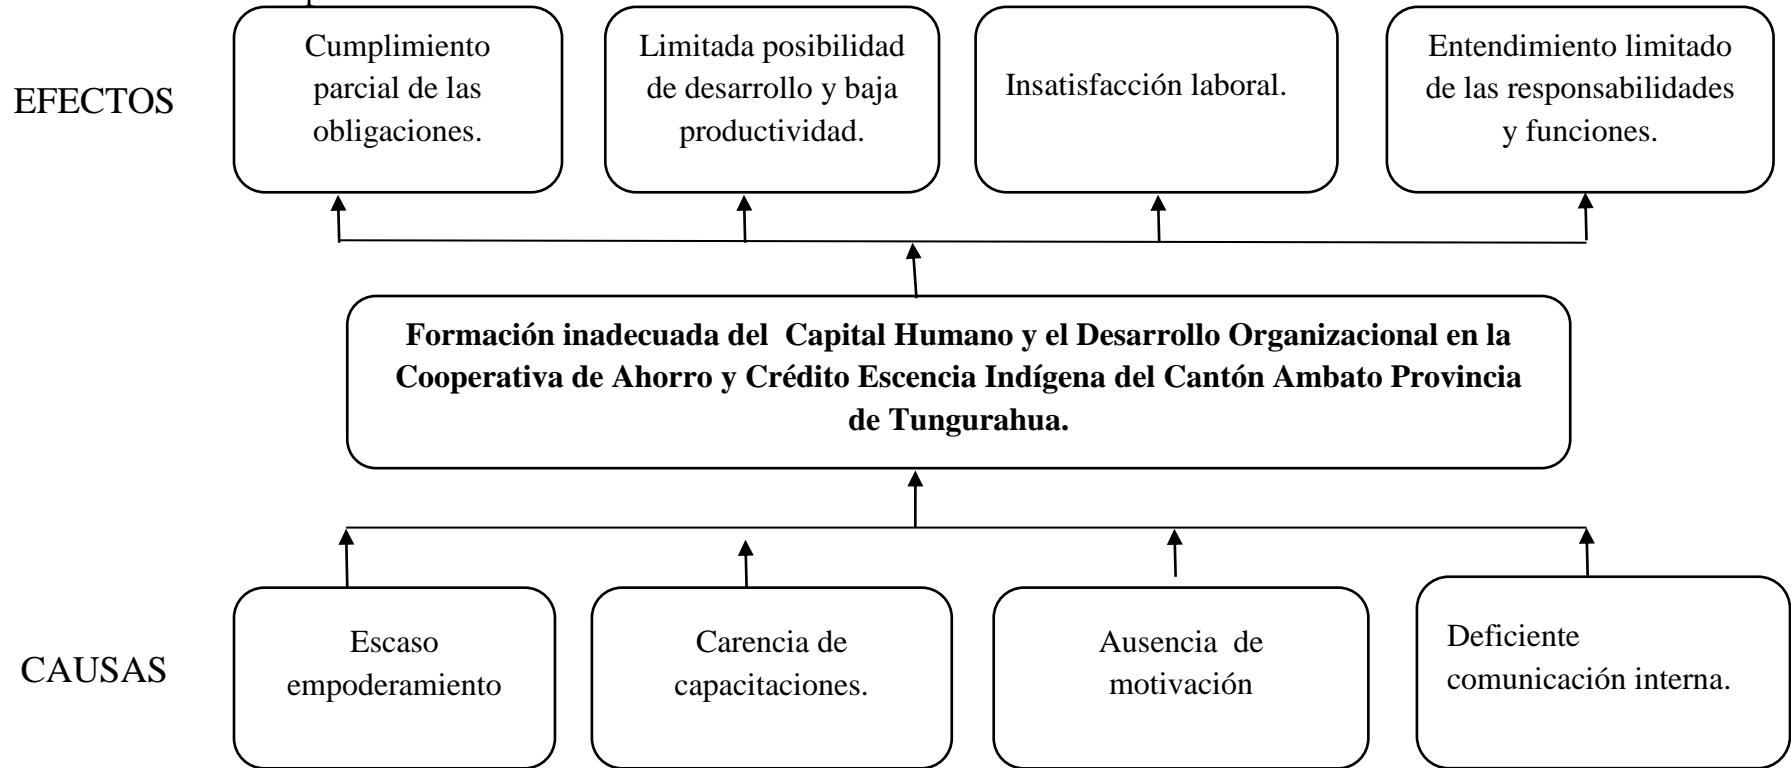 Cumplimiento
parcial de las
obligaciones.
Limitada posibilidad
de desarrollo y baja
productividad.
Insatisfacción laboral.
Entendimiento limitado
de las responsabilidades
y funciones.
EFECTOS
Formación inadecuada del  Capital Humano y el Desarrollo Organizacional en la
Cooperativa de Ahorro y Crédito Escencia Indígena del Cantón Ambato Provincia
de Tungurahua.
Escaso
empoderamiento
Carencia de
capacitaciones.
Ausencia  de
motivación
Deficiente
comunicación interna.
CAUSAS